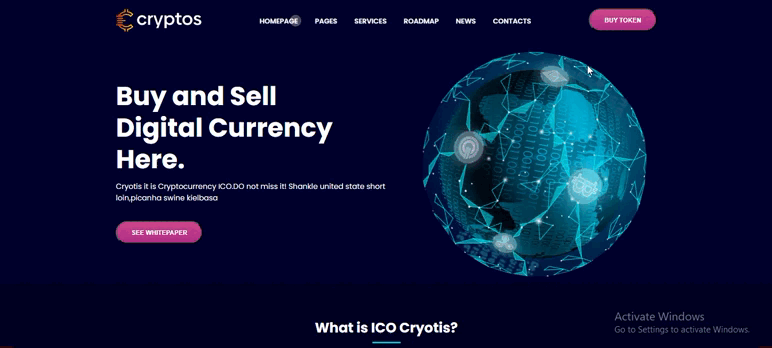 cryptos
HOMEPAGE PAGES SERVICES ROADMAP NEWS CONTACTS
BUY TOKEN
Buy and Sell
Digital Currency
Here.
Cryotis it is Cryptocurrency ICO.DO not miss it! Shankle united state short
loin,picanha swine kielbasa
SEE WHITEPAPER
What is ICO Cryotis?
Activate Windows
Go to Settings to activate Windows.